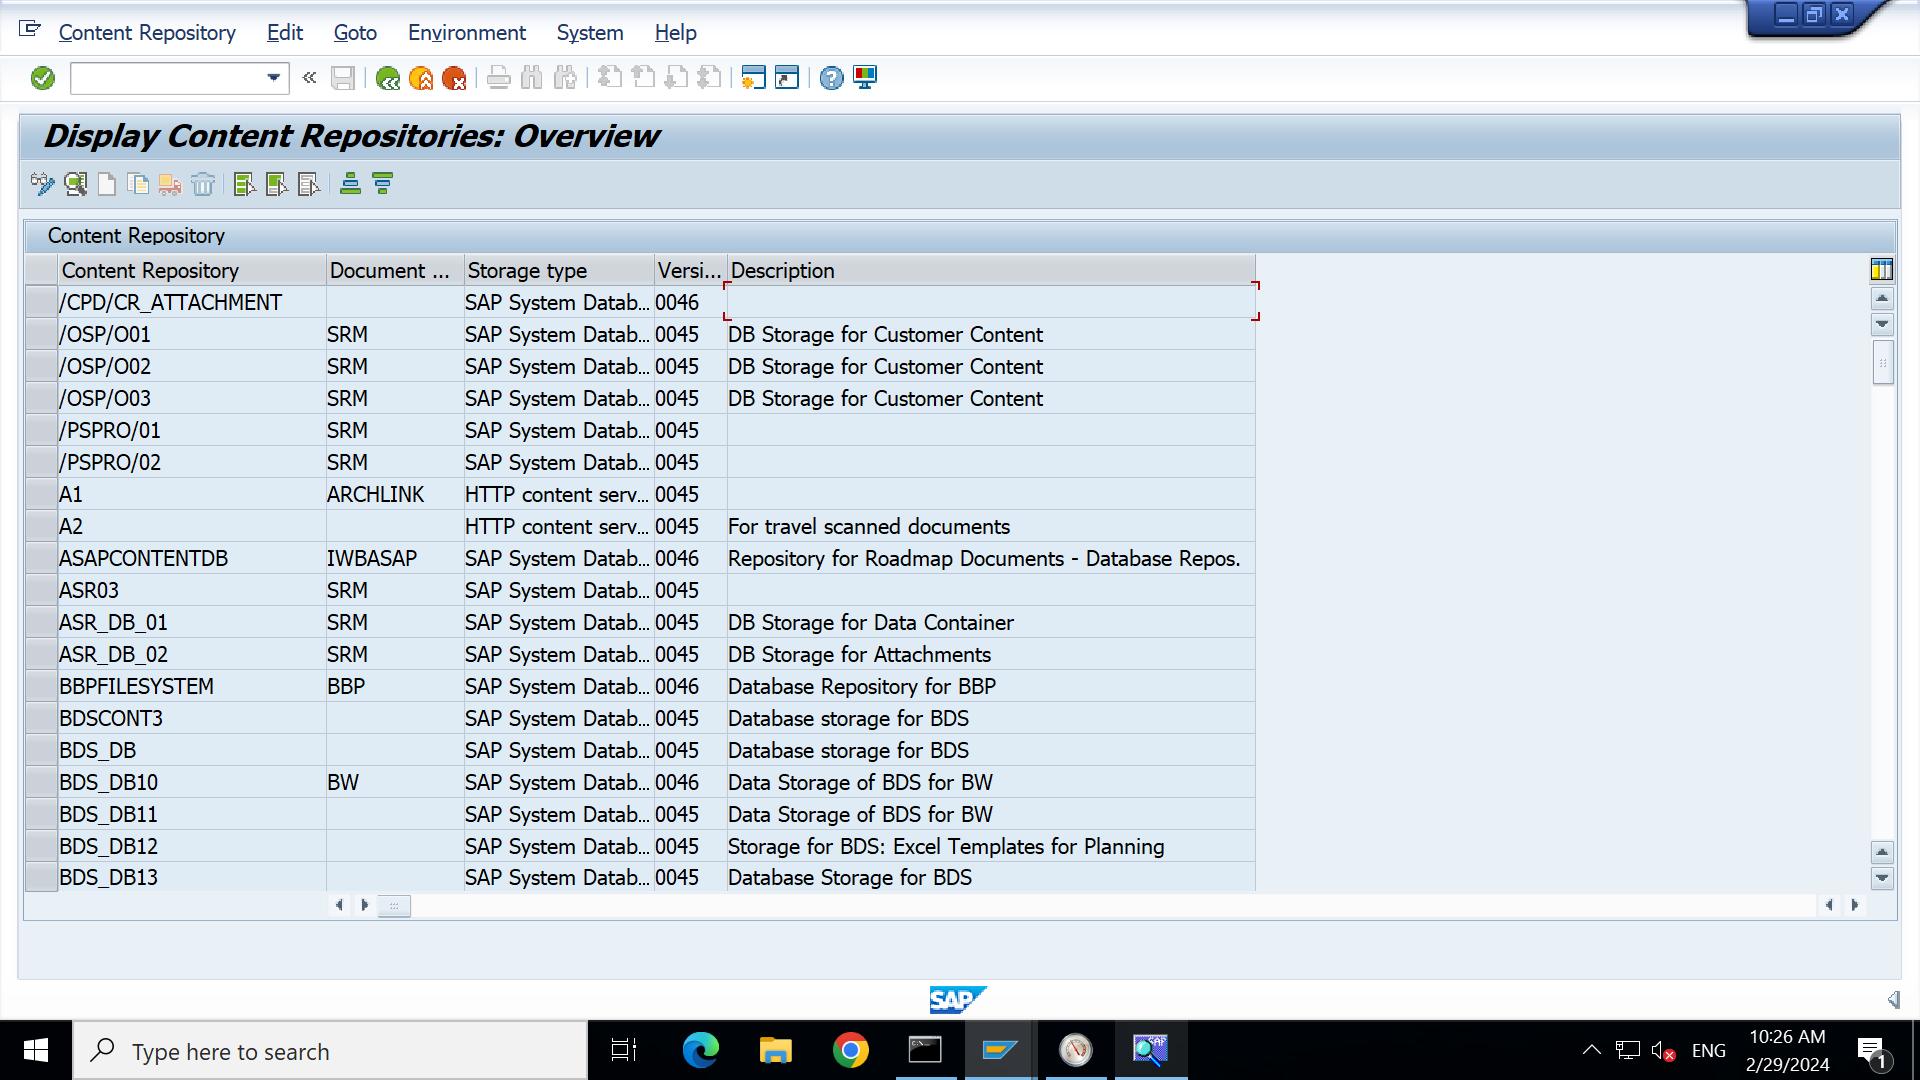 Content Repository Edit Goto Environment System Help
Display Content Repositories: Overview
Content Repository
Content Repository Document ... Storage type Versi... Description
/CPD/CR_ATTACHMENT SAP System Datab... 0046
/OSP/O01 SRM SAP System Datab... 0045 DB Storage for Customer Content
/OSP/O02 SRM SAP System Datab... 0045 DB Storage for Customer Content
/OSP/O03 SRM SAP System Datab... 0045 DB Storage for Customer Content
/PSPRO/01 SRM SAP System Datab... 0045
/PSPRO/02 SRM SAP System Datab... 0045
A1 ARCHLINK HTTP content serv... 0045
A2 HTTP content serv... 0045 For travel scanned documents
ASAPCONTENTDB IWBASAP SAP System Datab... 0046 Repository for Roadmap Documents - Database Repos.
ASR03 SRM SAP System Datab... 0045
ASR_DB_01 SRM SAP System Datab... 0045 DB Storage for Data Container
ASR_DB_02 SRM SAP System Datab... 0045 DB Storage for Attachments
BBPFILESYSTEM BBP SAP System Datab... 0046 Database Repository for BBP
BDSCONT3 SAP System Datab... 0045 Database storage for BDS
BDS_DB SAP System Datab... 0045 Database storage for BDS
BDS_DB10 BW SAP System Datab... 0046 Data Storage of BDS for BW
BDS_DB11 SAP System Datab... 0045 Data Storage of BDS for BW
BDS_DB12 SAP System Datab... 0045 Storage for BDS: Excel Templates for Planning
BDS_DB13 SAP System Datab... 0045 Database Storage for BDS
SAP
Type here to search
ENG
10:26 AM
2/29/2024
1